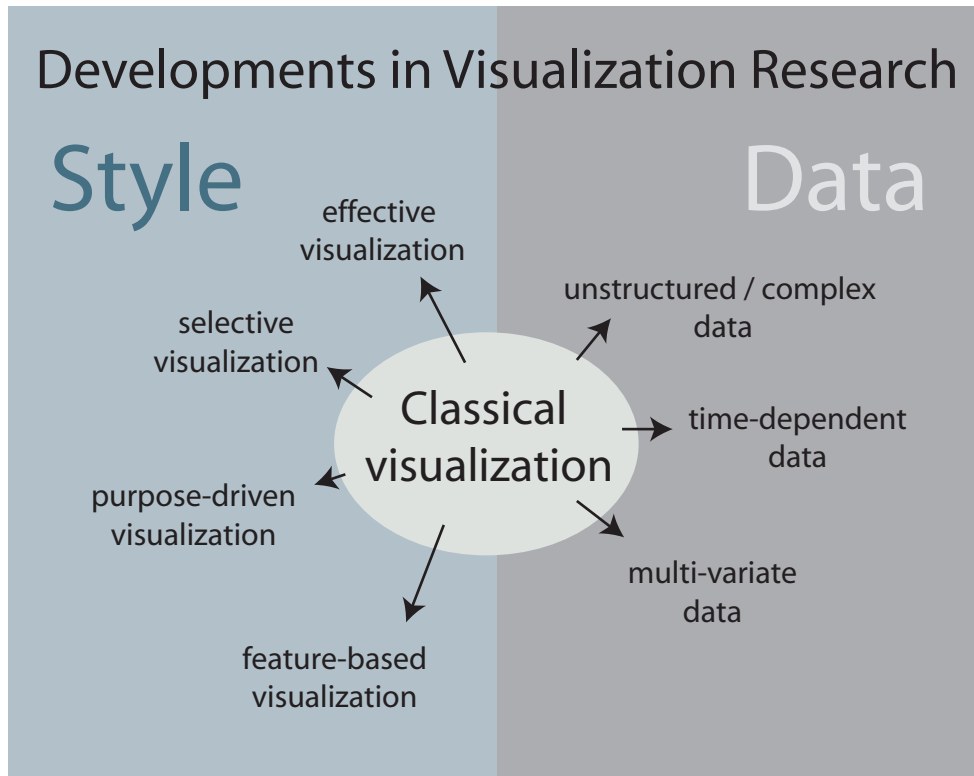 Developments in Visualization Research
Style
Data
effective
visualization
selective
visualization
purpose-driven
visualization
feature-based
visualization
Classical
visualization
unstructured / complex
data
time-dependent
data
multi-variate
data